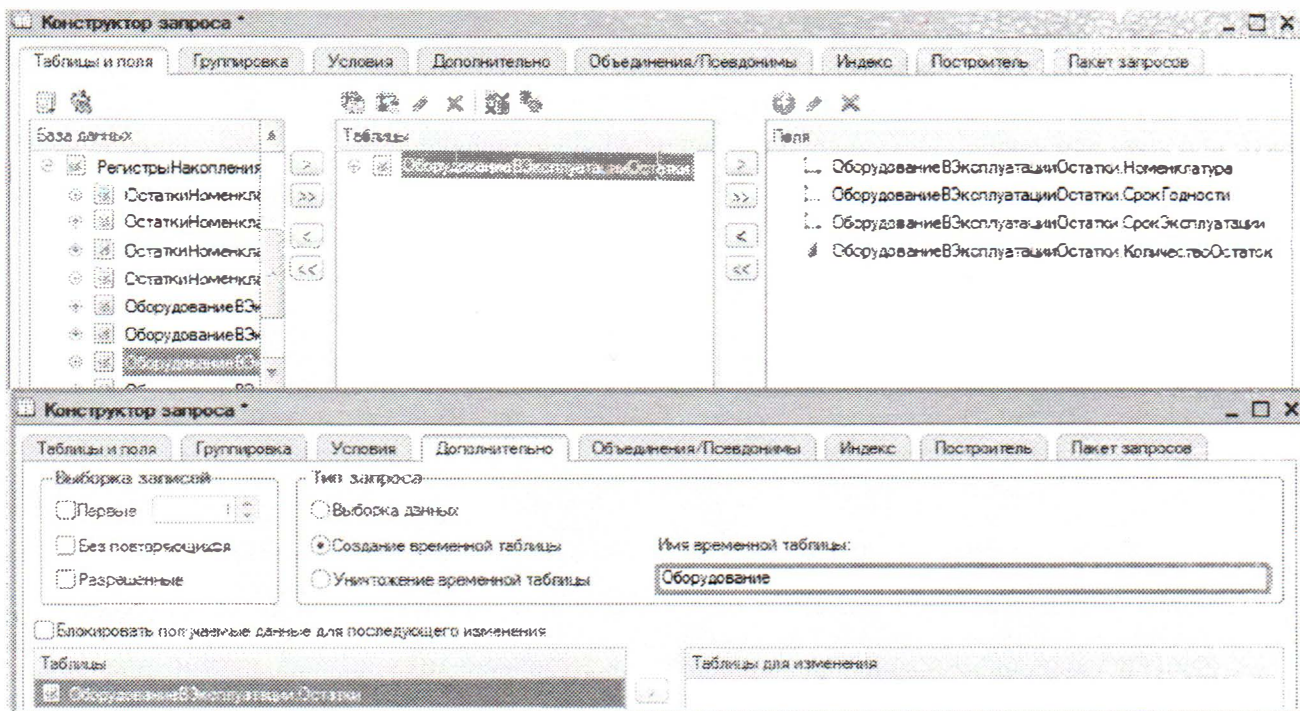 Конструктор запроса *
Таблицы и поля Группировка Условия Дополнительно Объединения/Псевдонимы Индекс Построитель Пакет запросов
База данных Таблицы Поля
РегистрыНакопления
ОстаткиНоменкла
ОстаткиНоменкла
ОстаткиНоменкла
ОстаткиНоменкла
ОборудованиеВЭк
ОборудованиеВЭк
ОборудованиеВЭк
ОборудованиеВЭксплуатацииОстатки
ОборудованиеВЭксплуатацииОстатки.Номенклатура
ОборудованиеВЭксплуатацииОстатки.СрокГодности
ОборудованиеВЭксплуатацииОстатки.СрокЭксплуатации
ОборудованиеВЭксплуатацииОстатки.КоличествоОстаток
> >> < <<
> >> < <<
Конструктор запроса *
Таблицы и поля Группировка Условия Дополнительно Объединения/Псевдонимы Индекс Построитель Пакет запросов
Выборка записей
Первые 1
Без повторяющихся
Разрешенные
Тип запроса
Выборка данных
Создание временной таблицы Имя временной таблицы:
Уничтожение временной таблицы Оборудование
Блокировать получаемые данные для последующего изменения
Таблицы Таблицы для изменения
ОборудованиеВЭксплуатации.Остатки >